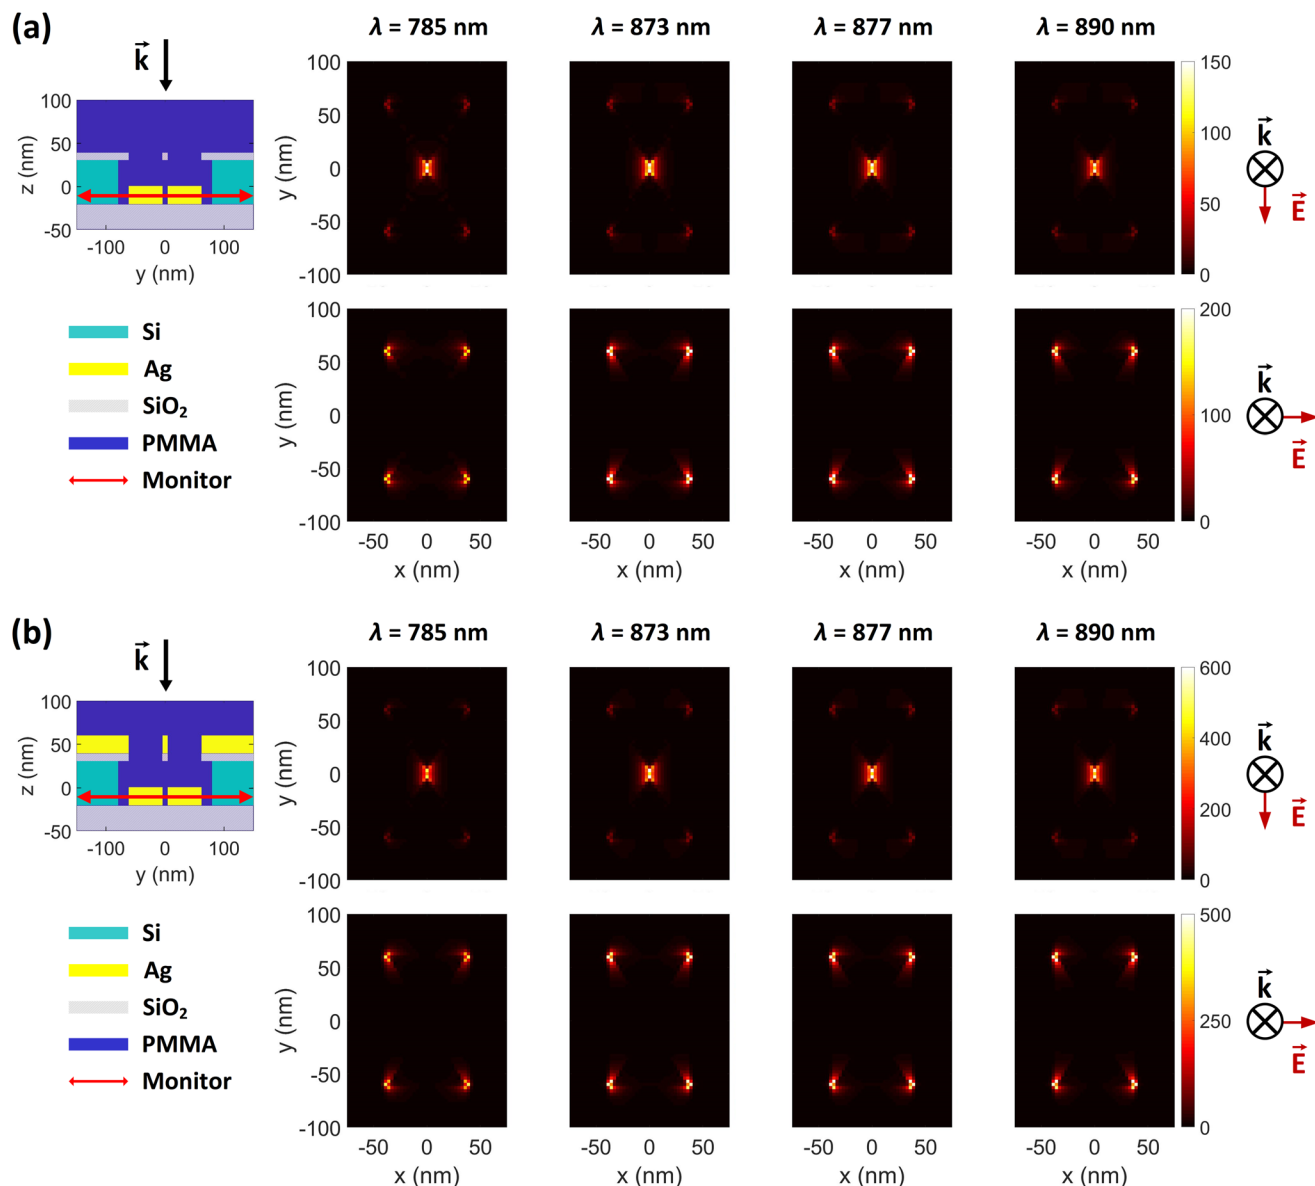 (a)
λ = 785 nm
λ = 873 nm
λ = 877 nm
λ = 890 nm
k
100
50
0
-50
z (nm)
-100
0
100
y (nm)
100
50
0
-50
-100
y (nm)
150
100
50
0
k
E
Si
Ag
SiO₂
PMMA
Monitor
100
50
0
-50
-100
y (nm)
-50 0 50
x (nm)
-50 0 50
x (nm)
-50 0 50
x (nm)
-50 0 50
x (nm)
200
100
0
k
E
(b)
λ = 785 nm
λ = 873 nm
λ = 877 nm
λ = 890 nm
k
100
50
0
-50
z (nm)
-100
0
100
y (nm)
100
50
0
-50
-100
y (nm)
600
400
200
0
k
E
Si
Ag
SiO₂
PMMA
Monitor
100
50
0
-50
-100
y (nm)
-50 0 50
x (nm)
-50 0 50
x (nm)
-50 0 50
x (nm)
-50 0 50
x (nm)
500
250
0
k
E